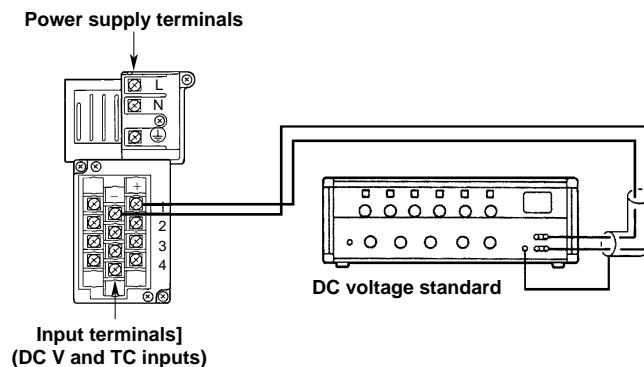 Power supply terminals
L
N
+
−
1
2
3
4
DC voltage standard
Input terminals]
(DC V and TC inputs)